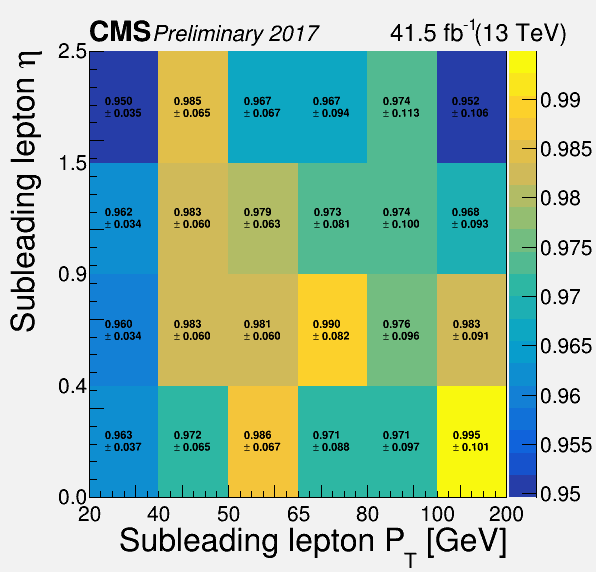 CMS Preliminary 2017 41.5 fb⁻¹(13 TeV)
Subleading lepton η
2.5
1.5
0.9
0.4
0.0
0.950 0.985 0.967 0.967 0.974 0.952
± 0.035 ± 0.065 ± 0.067 ± 0.094 ± 0.113 ± 0.106
0.962 0.983 0.979 0.973 0.974 0.968
± 0.034 ± 0.060 ± 0.063 ± 0.081 ± 0.100 ± 0.093
0.960 0.983 0.981 0.990 0.976 0.983
± 0.034 ± 0.060 ± 0.060 ± 0.082 ± 0.096 ± 0.091
0.963 0.972 0.986 0.971 0.971 0.995
± 0.037 ± 0.065 ± 0.067 ± 0.088 ± 0.097 ± 0.101
20 40 50 65 80 100 200
Subleading lepton P_T [GeV]
0.99
0.985
0.98
0.975
0.97
0.965
0.96
0.955
0.95